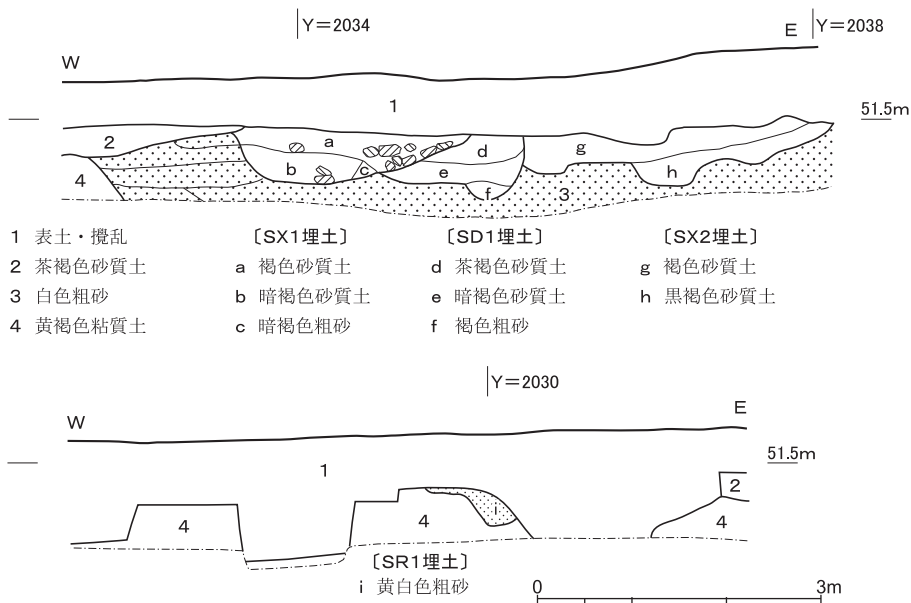 Y=2034
Y=2038
W
E
51.5m
1
2
4
a
b
c
d
e
f
g
h
3
1 表土・攪乱
2 茶褐色砂質土
3 白色粗砂
4 黄褐色粘質土
〔SX1埋土〕
a 褐色砂質土
b 暗褐色砂質土
c 暗褐色粗砂
〔SD1埋土〕
d 茶褐色砂質土
e 暗褐色砂質土
f 褐色粗砂
〔SX2埋土〕
g 褐色砂質土
h 黒褐色砂質土
Y=2030
W
E
51.5m
1
2
4
4
i
4
〔SR1埋土〕
i 黄白色粗砂
0
3m